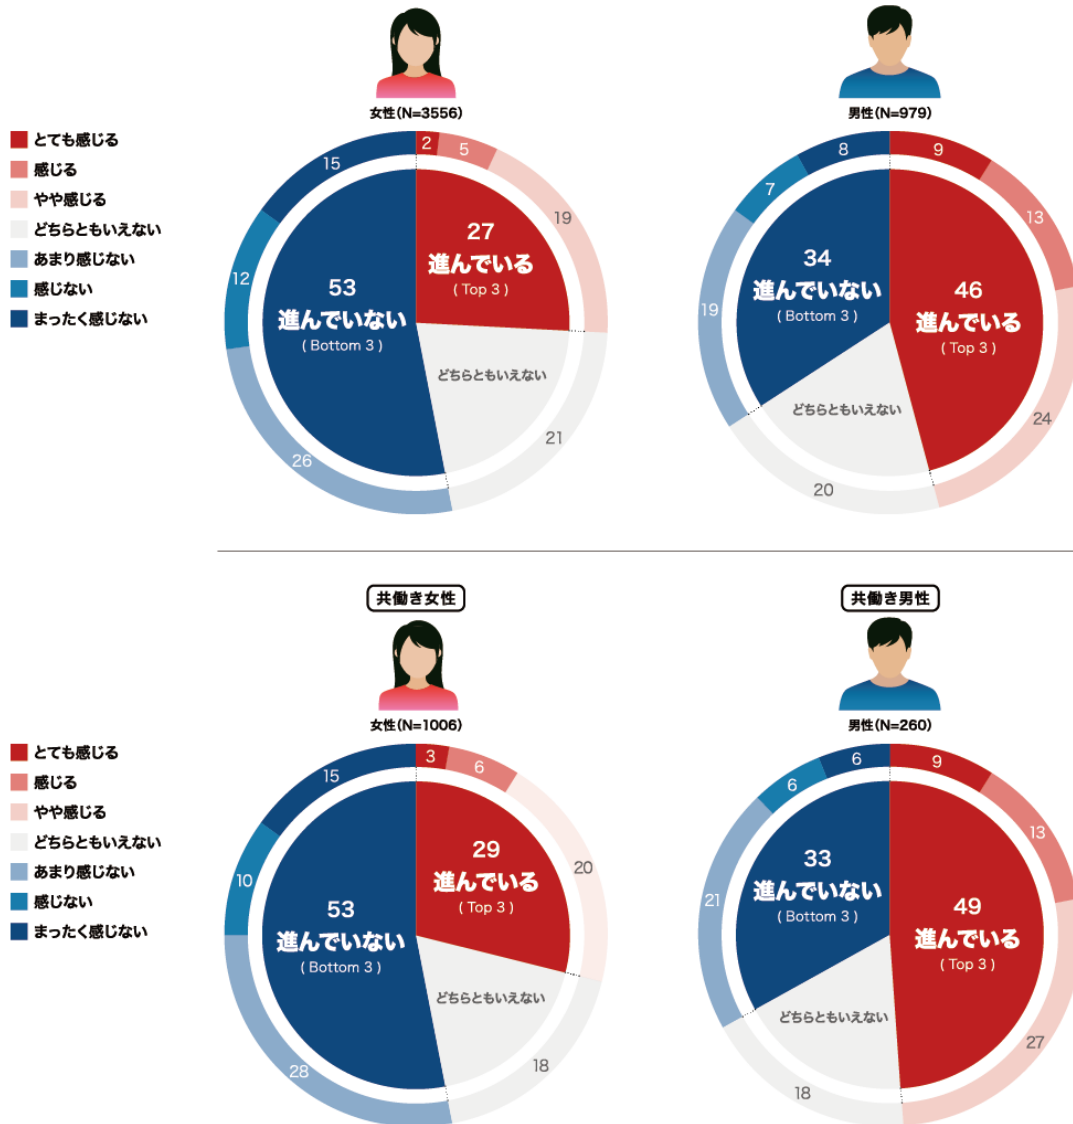 女性(N=3556)
男性(N=979)
とても感じる
感じる
やや感じる
どちらともいえない
あまり感じない
感じない
まったく感じない
2
5
19
21
26
12
15
27
進んでいる
( Top 3 )
53
進んでいない
( Bottom 3 )
どちらともいえない
9
13
24
20
19
7
8
34
進んでいない
( Bottom 3 )
46
進んでいる
( Top 3 )
どちらともいえない
共働き女性
共働き男性
女性(N=1006)
男性(N=260)
とても感じる
感じる
やや感じる
どちらともいえない
あまり感じない
感じない
まったく感じない
3
6
20
18
28
10
15
29
進んでいる
( Top 3 )
53
進んでいない
( Bottom 3 )
どちらともいえない
9
13
27
18
21
6
6
33
進んでいない
( Bottom 3 )
49
進んでいる
( Top 3 )
どちらともいえない